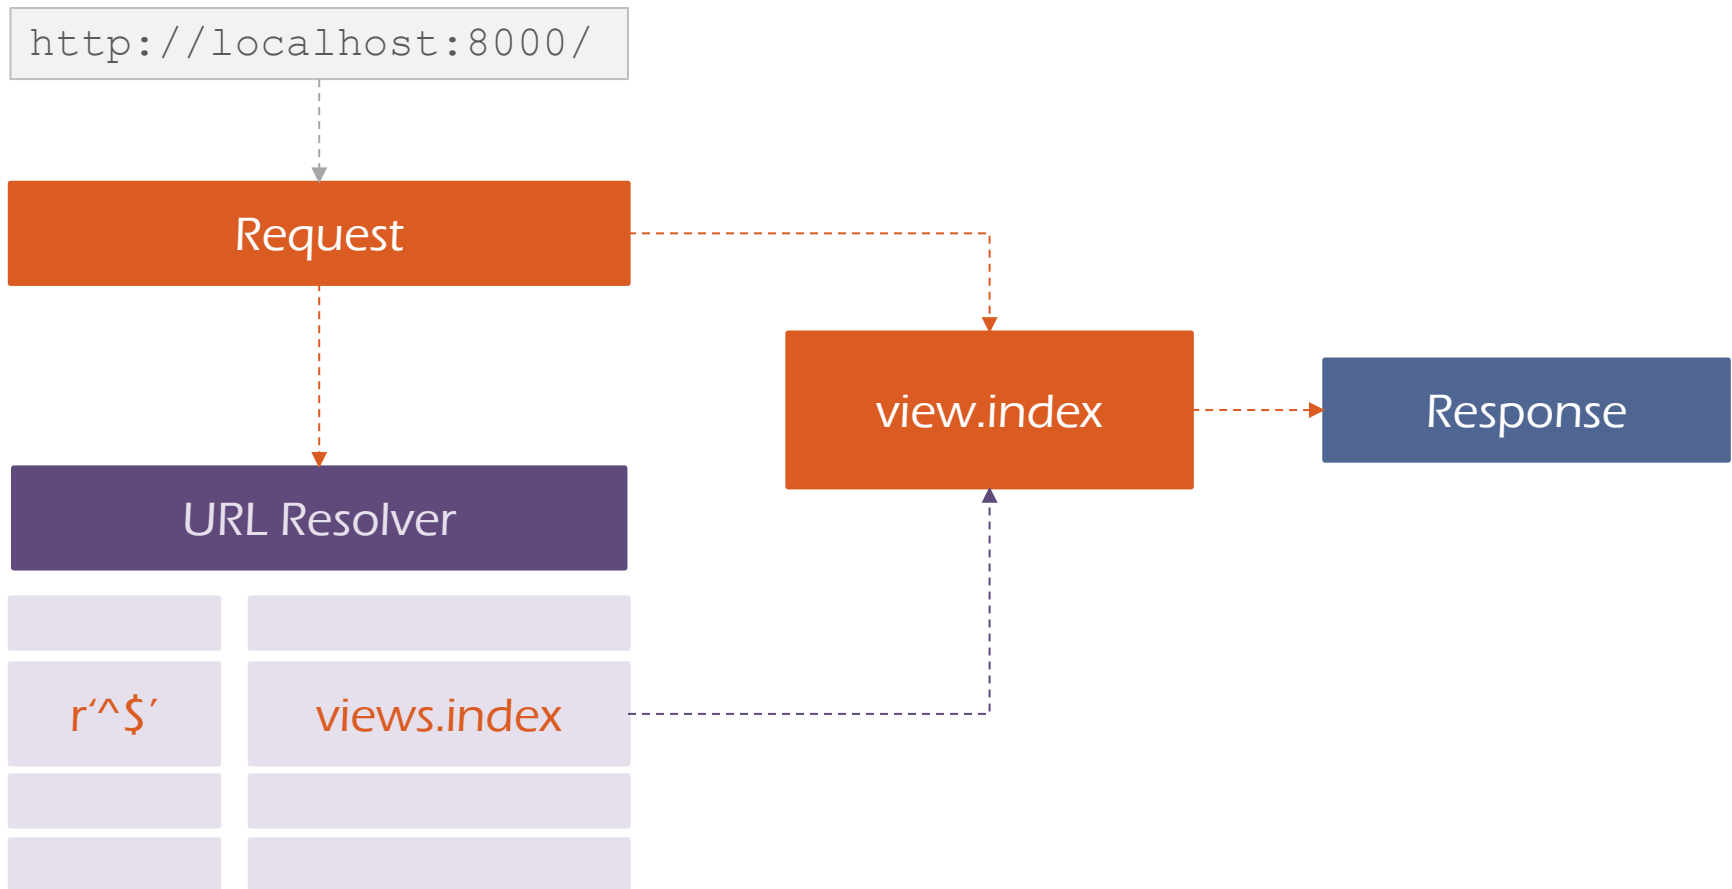 http://localhost:8000/
Request
view.index
Response
URL Resolver
r‘^$’
views.index